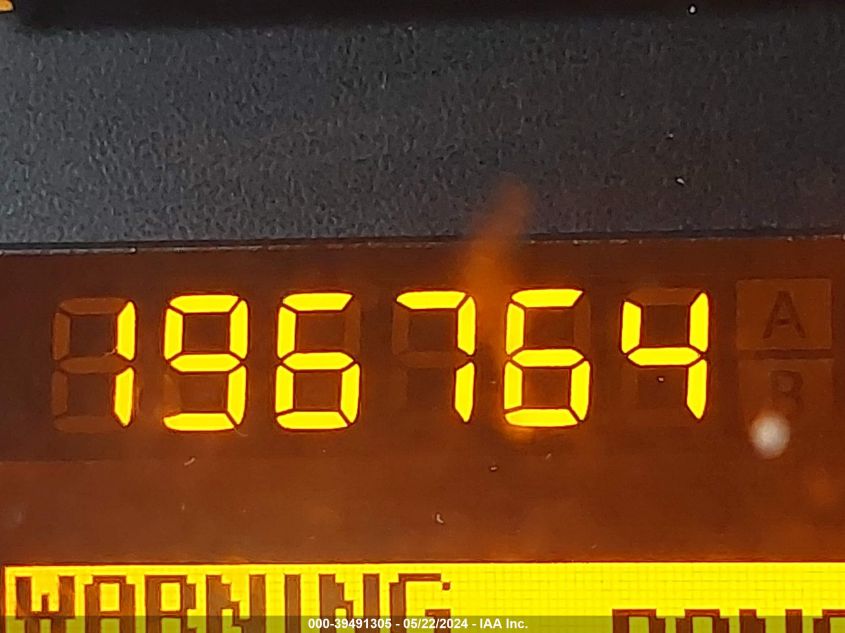 196764
A
B
WARNING
000-39491305 - 05/22/2024 - IAA Inc.